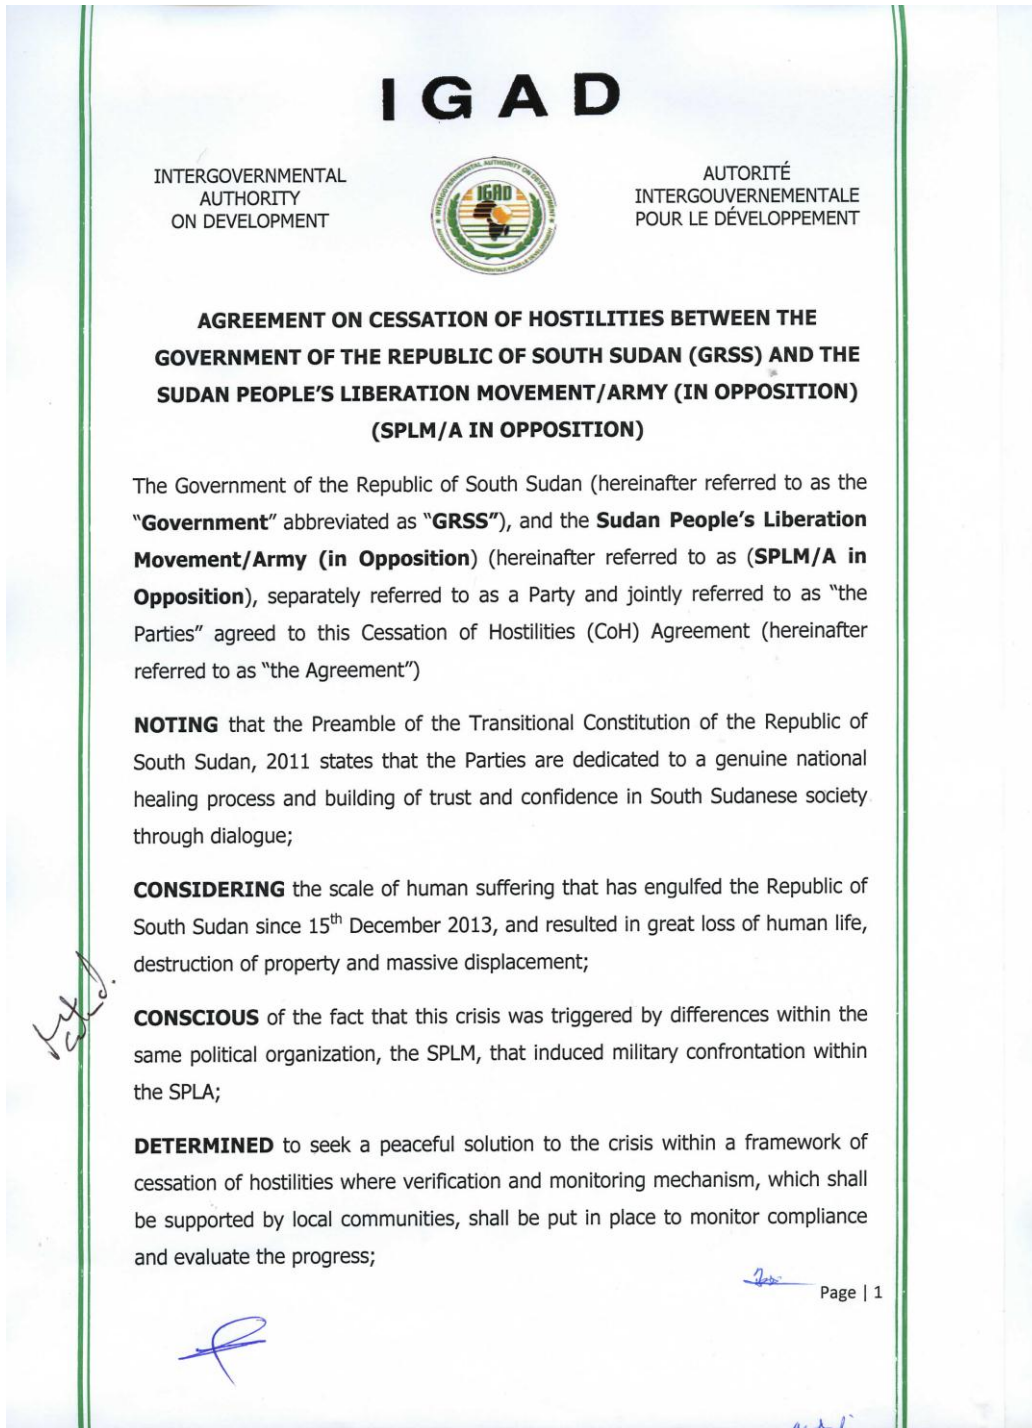 IGAD
INTERGOVERNMENTAL
AUTHORITY
ON DEVELOPMENT
IGAD
AUTORITÉ
INTERGOUVERNEMENTALE
POUR LE DÉVELOPPEMENT
AGREEMENT ON CESSATION OF HOSTILITIES BETWEEN THE
GOVERNMENT OF THE REPUBLIC OF SOUTH SUDAN (GRSS) AND THE
SUDAN PEOPLE'S LIBERATION MOVEMENT/ARMY (IN OPPOSITION)
(SPLM/A IN OPPOSITION)
The Government of the Republic of South Sudan (hereinafter referred to as the
"Government" abbreviated as "GRSS"), and the Sudan People's Liberation
Movement/Army (in Opposition) (hereinafter referred to as (SPLM/A in
Opposition), separately referred to as a Party and jointly referred to as "the
Parties" agreed to this Cessation of Hostilities (CoH) Agreement (hereinafter
referred to as "the Agreement")
NOTING that the Preamble of the Transitional Constitution of the Republic of
South Sudan, 2011 states that the Parties are dedicated to a genuine national
healing process and building of trust and confidence in South Sudanese society
through dialogue;
CONSIDERING the scale of human suffering that has engulfed the Republic of
South Sudan since 15th December 2013, and resulted in great loss of human life,
destruction of property and massive displacement;
CONSCIOUS of the fact that this crisis was triggered by differences within the
same political organization, the SPLM, that induced military confrontation within
the SPLA;
DETERMINED to seek a peaceful solution to the crisis within a framework of
cessation of hostilities where verification and monitoring mechanism, which shall
be supported by local communities, shall be put in place to monitor compliance
and evaluate the progress;
Page | 1